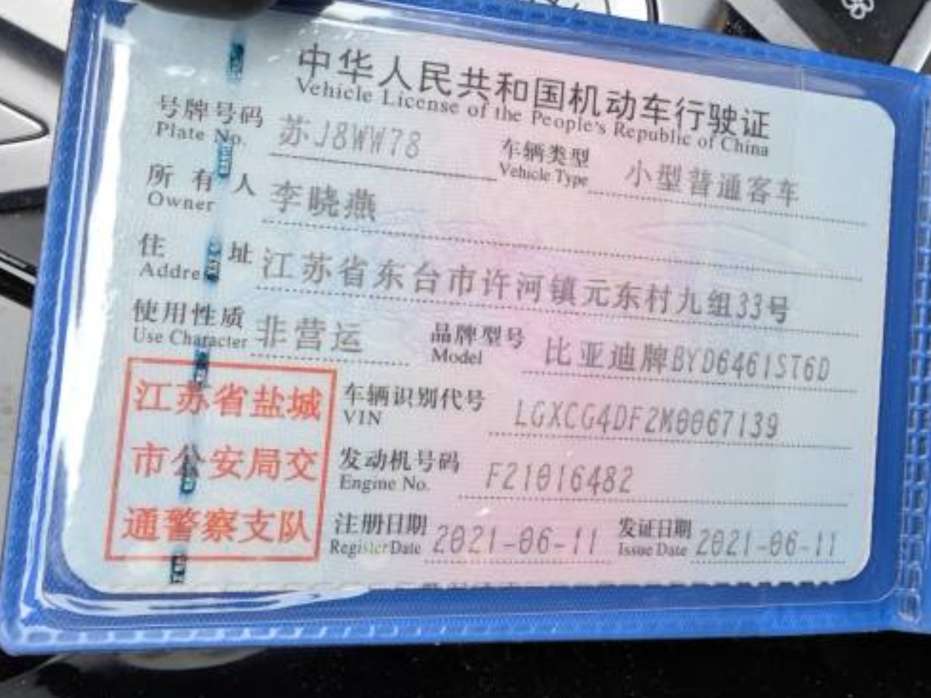 中华人民共和国机动车行驶证
Vehicle License of the People's Republic of China
号牌号码 苏J8WW78 车辆类型 小型普通客车
Plate No. Vehicle Type
所有人 李晓燕
Owner
住址 江苏省东台市许河镇元东村九组33号
Addre
使用性质 非营运 品牌型号 比亚迪牌BYD6461ST6D
Use Character Model
江苏省盐城
市公安局交
通警察支队
车辆识别代号 LGXCG4DF2M0067139
VIN
发动机号码 F21016482
Engine No.
注册日期 2021-06-11 发证日期 2021-06-11
Register Date Issue Date